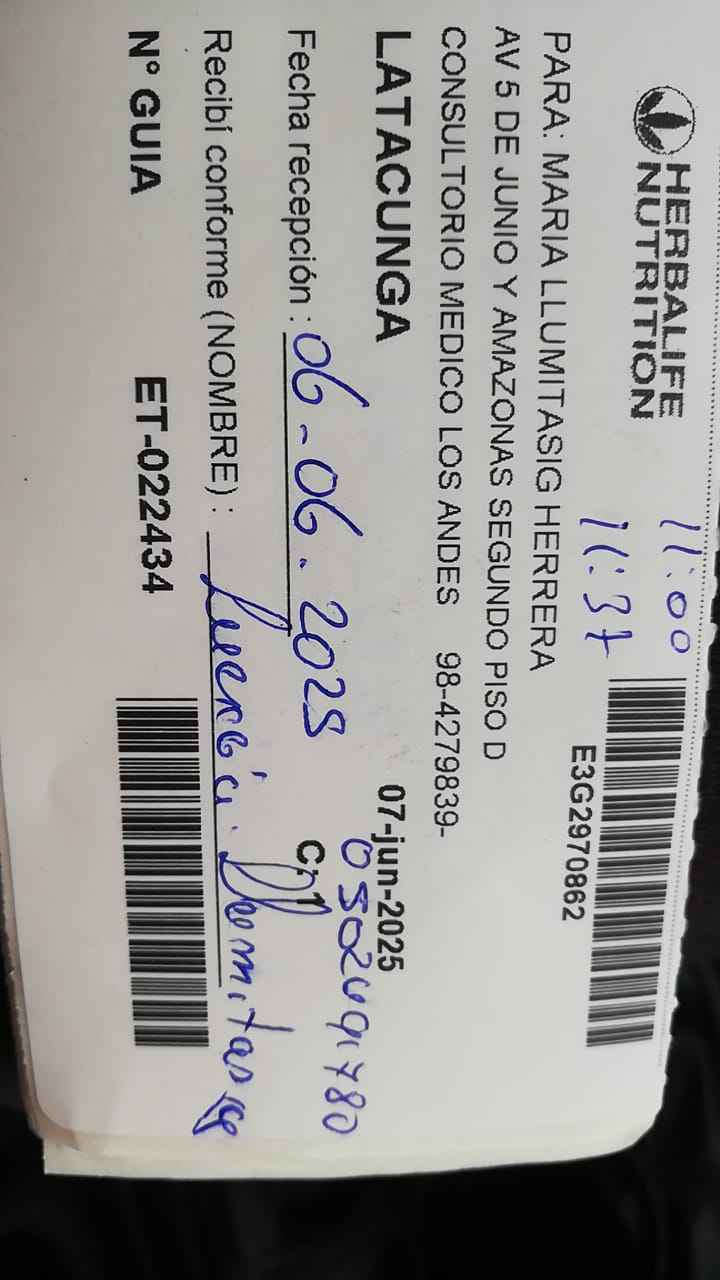 HERBALIFE
NUTRITION
11:00
11:37
E3G2970862
PARA: MARIA LLUMITASIG HERRERA
AV 5 DE JUNIO Y AMAZONAS SEGUNDO PISO D
CONSULTORIO MEDICO LOS ANDES 98-4279839-
LATACUNGA
07-jun-2025
Fecha recepción : 06-06.2025
C, 1
Recibí conforme (NOMBRE) : Llumitasig
N° GUIA ET-022434